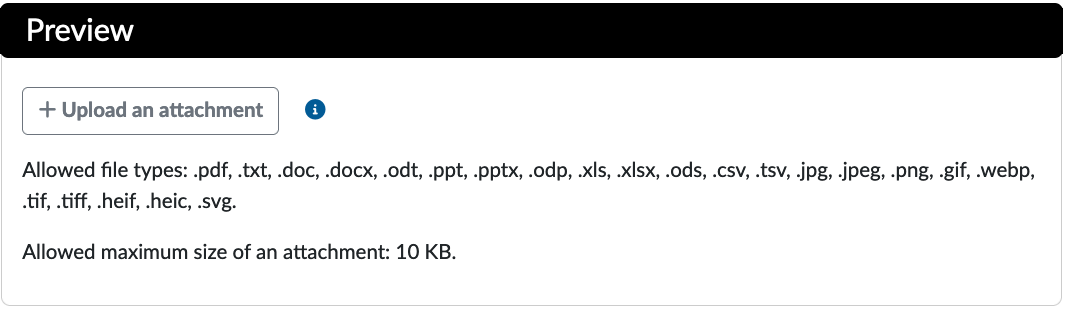 Preview
+ Upload an attachment
Allowed file types: .pdf, .txt, .doc, .docx, .odt, .ppt, .pptx, .odp, .xls, .xlsx, .ods, .csv, .tsv, .jpg, .jpeg, .png, .gif, .webp,
.tif, .tiff, .heif, .heic, .svg.
Allowed maximum size of an attachment: 10 KB.